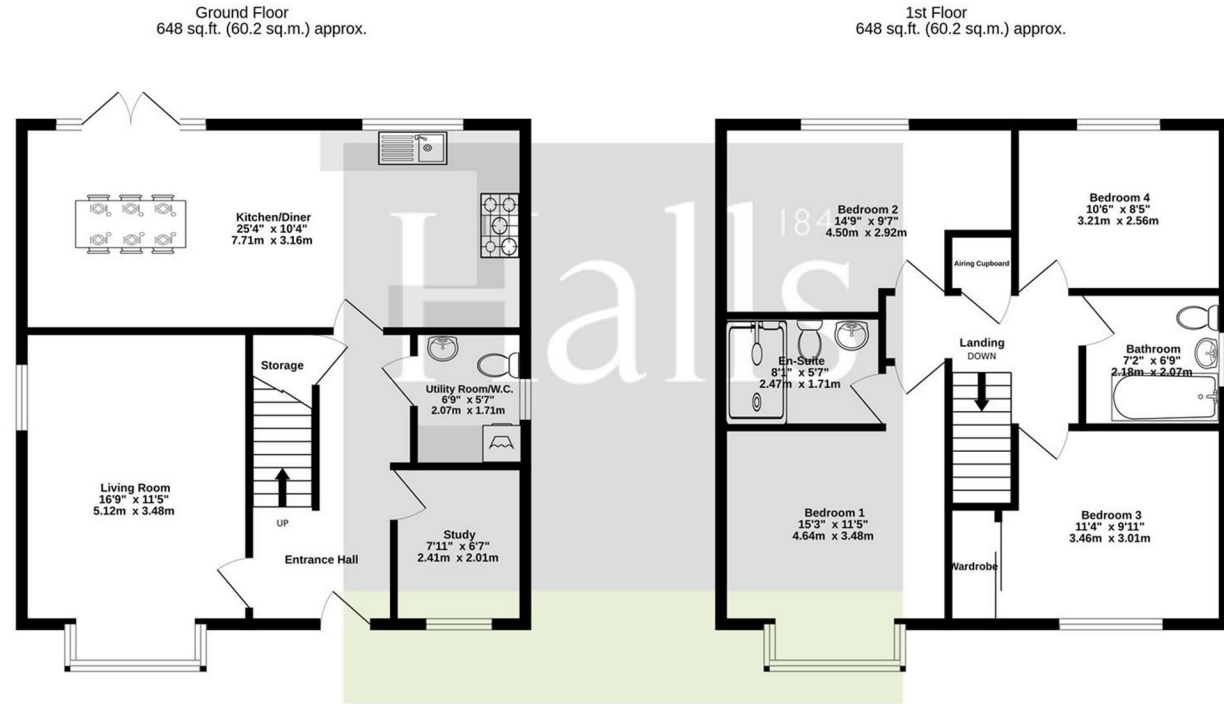 Ground Floor
648 sq.ft. (60.2 sq.m.) approx.
1st Floor
648 sq.ft. (60.2 sq.m.) approx.
Kitchen/Diner
25'4" x 10'4"
7.71m x 3.16m
Storage
Utility Room/W.C.
6'9" x 5'7"
2.07m x 1.71m
Living Room
16'9" x 11'5"
5.12m x 3.48m
UP
Entrance Hall
Study
7'11" x 6'7"
2.41m x 2.01m
Halls
184
Bedroom 2
14'9" x 9'7"
4.50m x 2.92m
Bedroom 4
10'6" x 8'5"
3.21m x 2.56m
Airing Cupboard
Landing
DOWN
En-Suite
8'1" x 5'7"
2.47m x 1.71m
Bathroom
7'2" x 6'9"
2.18m x 2.07m
Bedroom 1
15'3" x 11'5"
4.64m x 3.48m
Bedroom 3
11'4" x 9'11"
3.46m x 3.01m
Wardrobe